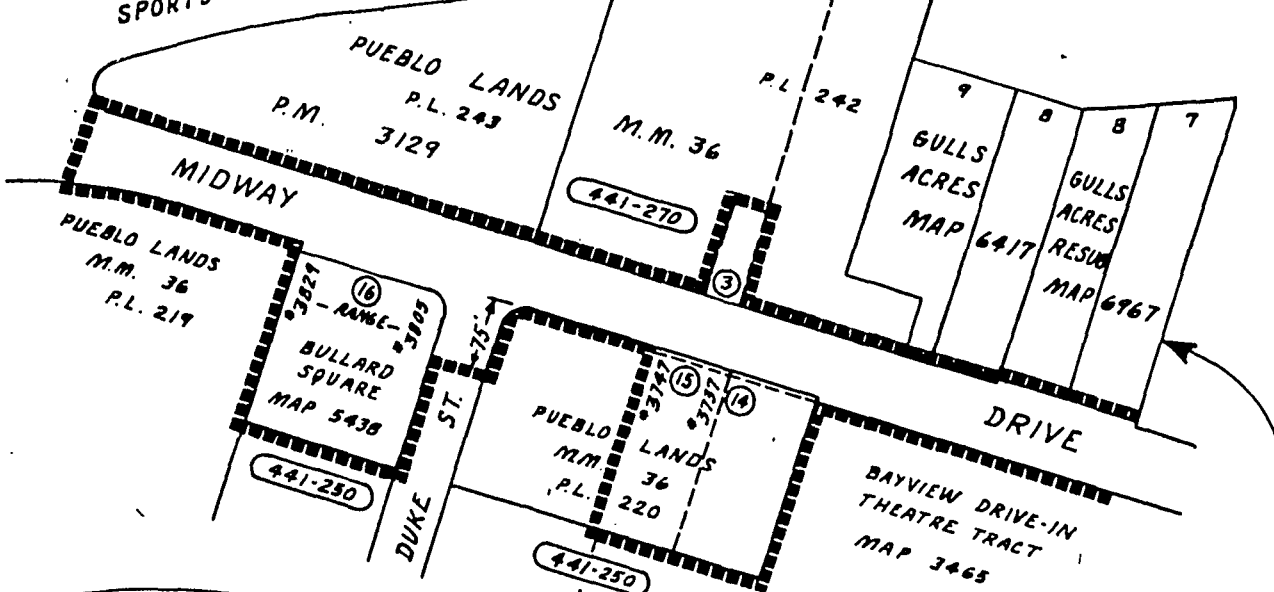 SPORTS
PUEBLO LANDS
P.L. 243
P.M. 3129
M.M. 36
P.L. 242
441-270
3
9
8
8
7
GULLS
ACRES
MAP 6417
GULLS
ACRES
RESUB
MAP 6967
MIDWAY
DRIVE
PUEBLO LANDS
M.M. 36
P.L. 219
#3829
16
-RANGE-
#3805
BULLARD
SQUARE
MAP 5438
441-250
75'
DUKE ST.
PUEBLO LANDS
M.M. 36
P.L. 220
#3747
15
#3737
14
441-250
BAYVIEW DRIVE-IN
THEATRE TRACT
MAP 3465